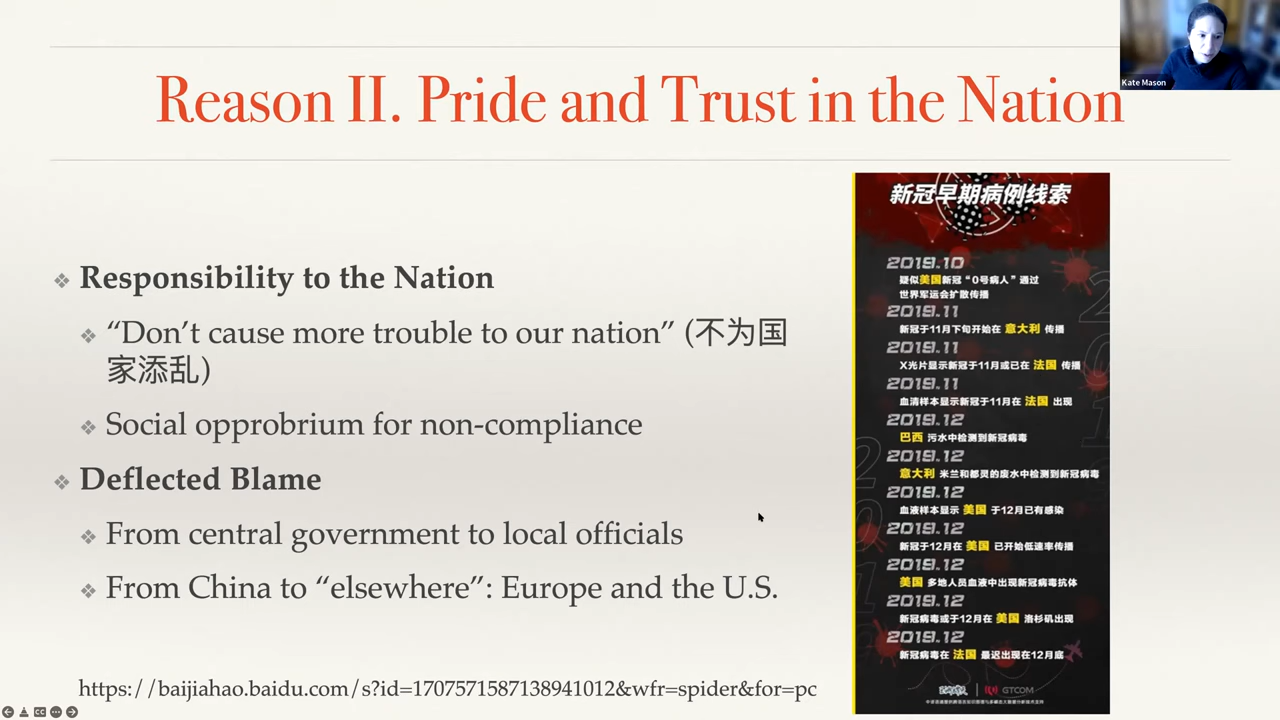 Kate Mason
Reason II. Pride and Trust in the Nation
Responsibility to the Nation
“Don’t cause more trouble to our nation” (不为国
家添乱)
Social opprobrium for non-compliance
Deflected Blame
From central government to local officials
From China to “elsewhere”: Europe and the U.S.
https://baijiahao.baidu.com/s?id=1707571587138941012&wfr=spider&for=pc
新冠早期病例线索
2019.10
疑似美国新冠“0号病人”通过
世界军运会扩散传播
2019.11
新冠于11月下旬开始在 意大利 传播
2019.11
X光片显示新冠于11月或已在 法国 传播
2019.11
血清样本显示新冠于11月在 法国 出现
2019.12
巴西 污水中检测到新冠病毒
2019.12
意大利 米兰和都灵的废水中检测到新冠病毒
2019.12
血液样本显示 美国 于12月已有感染
2019.12
新冠于12月在 美国 已开始低速率传播
2019.12
美国 多地人员血液中出现新冠病毒抗体
2019.12
新冠病毒或于12月在 美国 洛杉矶出现
2019.12
新冠病毒在 法国 最迟出现在12月底
GTCOM